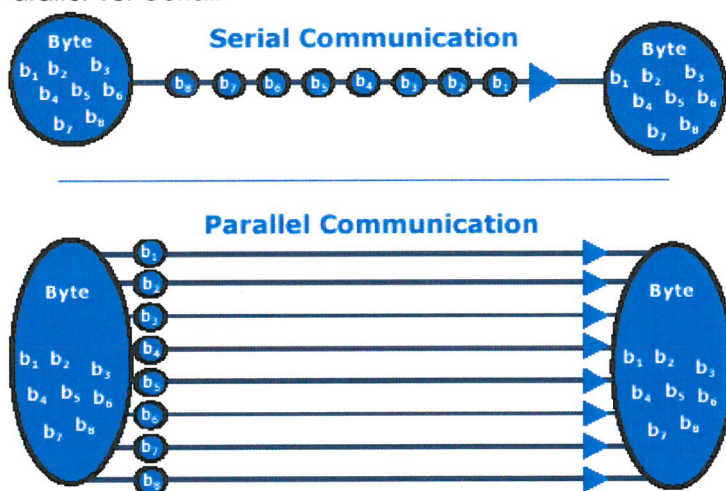 Serial Communication
Byte
b1 b2 b3
b4 b5 b6
b7 b8
b8 b7 b6 b5 b4 b3 b2 b1
Byte
b1 b2 b3
b4 b5 b6
b7 b8
Parallel Communication
Byte
b1 b2 b3
b4 b5 b6
b7 b8
b1
b2
b3
b4
b5
b6
b7
b8
Byte
b1 b2 b3
b4 b5 b6
b7 b8